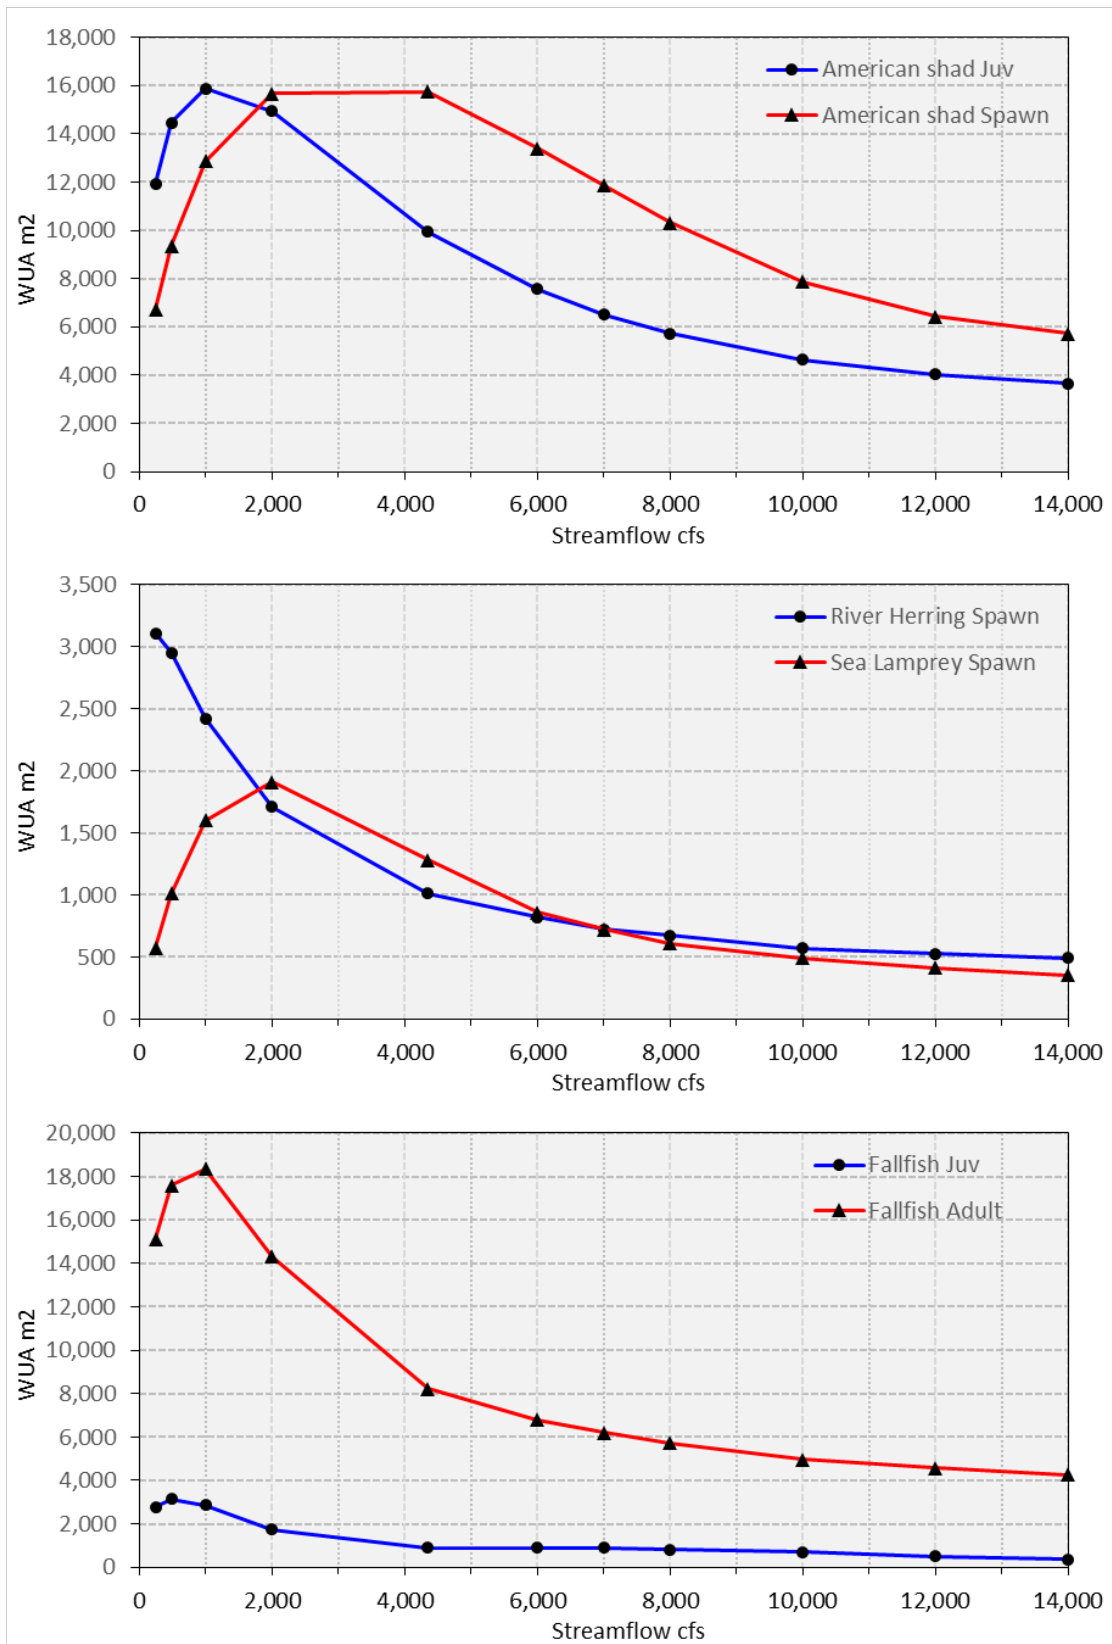 18,000
16,000
14,000
12,000
10,000
8,000
6,000
4,000
2,000
0
WUA m2
American shad Juv
American shad Spawn
0 2,000 4,000 6,000 8,000 10,000 12,000 14,000
Streamflow cfs
3,500
3,000
2,500
2,000
1,500
1,000
500
0
WUA m2
River Herring Spawn
Sea Lamprey Spawn
0 2,000 4,000 6,000 8,000 10,000 12,000 14,000
Streamflow cfs
20,000
18,000
16,000
14,000
12,000
10,000
8,000
6,000
4,000
2,000
0
WUA m2
Fallfish Juv
Fallfish Adult
0 2,000 4,000 6,000 8,000 10,000 12,000 14,000
Streamflow cfs